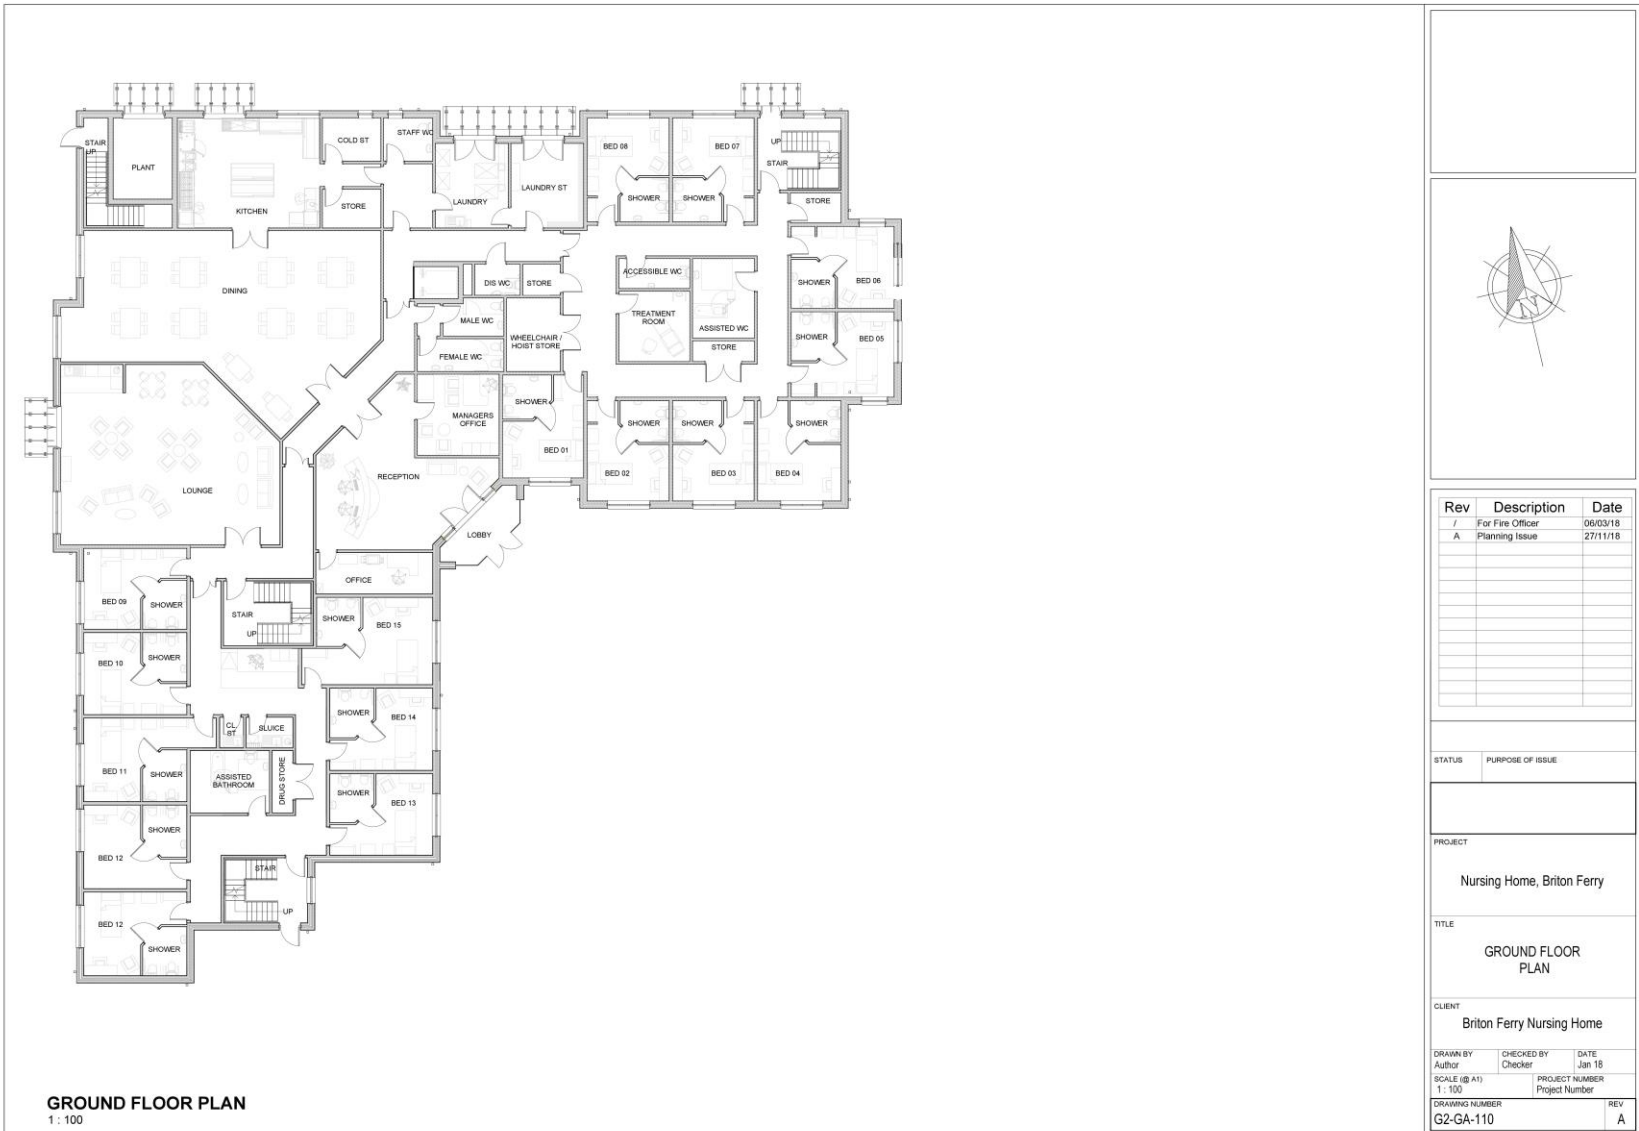 STAIR
UP
PLANT
KITCHEN
COLD ST
STORE
STAFF WC
LAUNDRY
LAUNDRY ST
BED 08
SHOWER
BED 07
SHOWER
UP
STAIR
STORE
DINING
DIS WC
STORE
MALE WC
FEMALE WC
WHEELCHAIR /
HOIST STORE
ACCESSIBLE WC
TREATMENT
ROOM
ASSISTED WC
STORE
SHOWER
BED 06
SHOWER
BED 05
LOUNGE
RECEPTION
MANAGERS
OFFICE
SHOWER
BED 01
SHOWER
BED 02
SHOWER
BED 03
SHOWER
BED 04
LOBBY
OFFICE
BED 09
SHOWER
STAIR
UP
SHOWER
BED 15
BED 10
SHOWER
SHOWER
BED 14
CL.
BT
SLUICE
BED 11
SHOWER
ASSISTED
BATHROOM
DRUG STORE
SHOWER
BED 13
SHOWER
BED 12
STAIR
UP
BED 12
SHOWER
GROUND FLOOR PLAN
1 : 100
N
Rev Description Date
/ For Fire Officer 06/03/18
A Planning Issue 27/11/18
STATUS PURPOSE OF ISSUE
PROJECT
Nursing Home, Briton Ferry
TITLE
GROUND FLOOR
PLAN
CLIENT
Briton Ferry Nursing Home
DRAWN BY CHECKED BY DATE
Author Checker Jan 18
SCALE (@ A1) PROJECT NUMBER
1 : 100 Project Number
DRAWING NUMBER REV
G2-GA-110 A